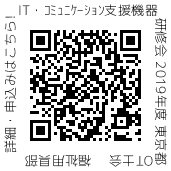 IT・ｺﾐｭﾆｹｰｼｮﾝ支援機器
研修会 2019年度 東京都
OT士会 福祉用具部
詳細・申込みはこちら!